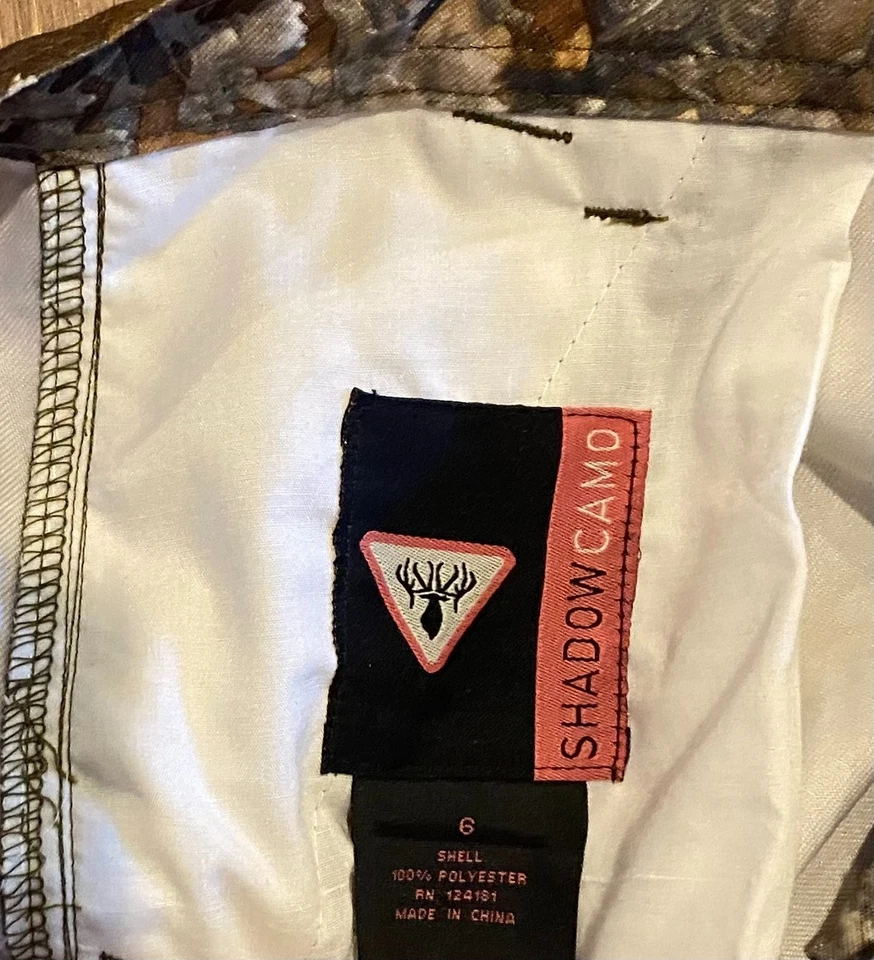 SHADOWCAMO
6
SHELL
100% POLYESTER
RN 124181
MADE IN CHINA